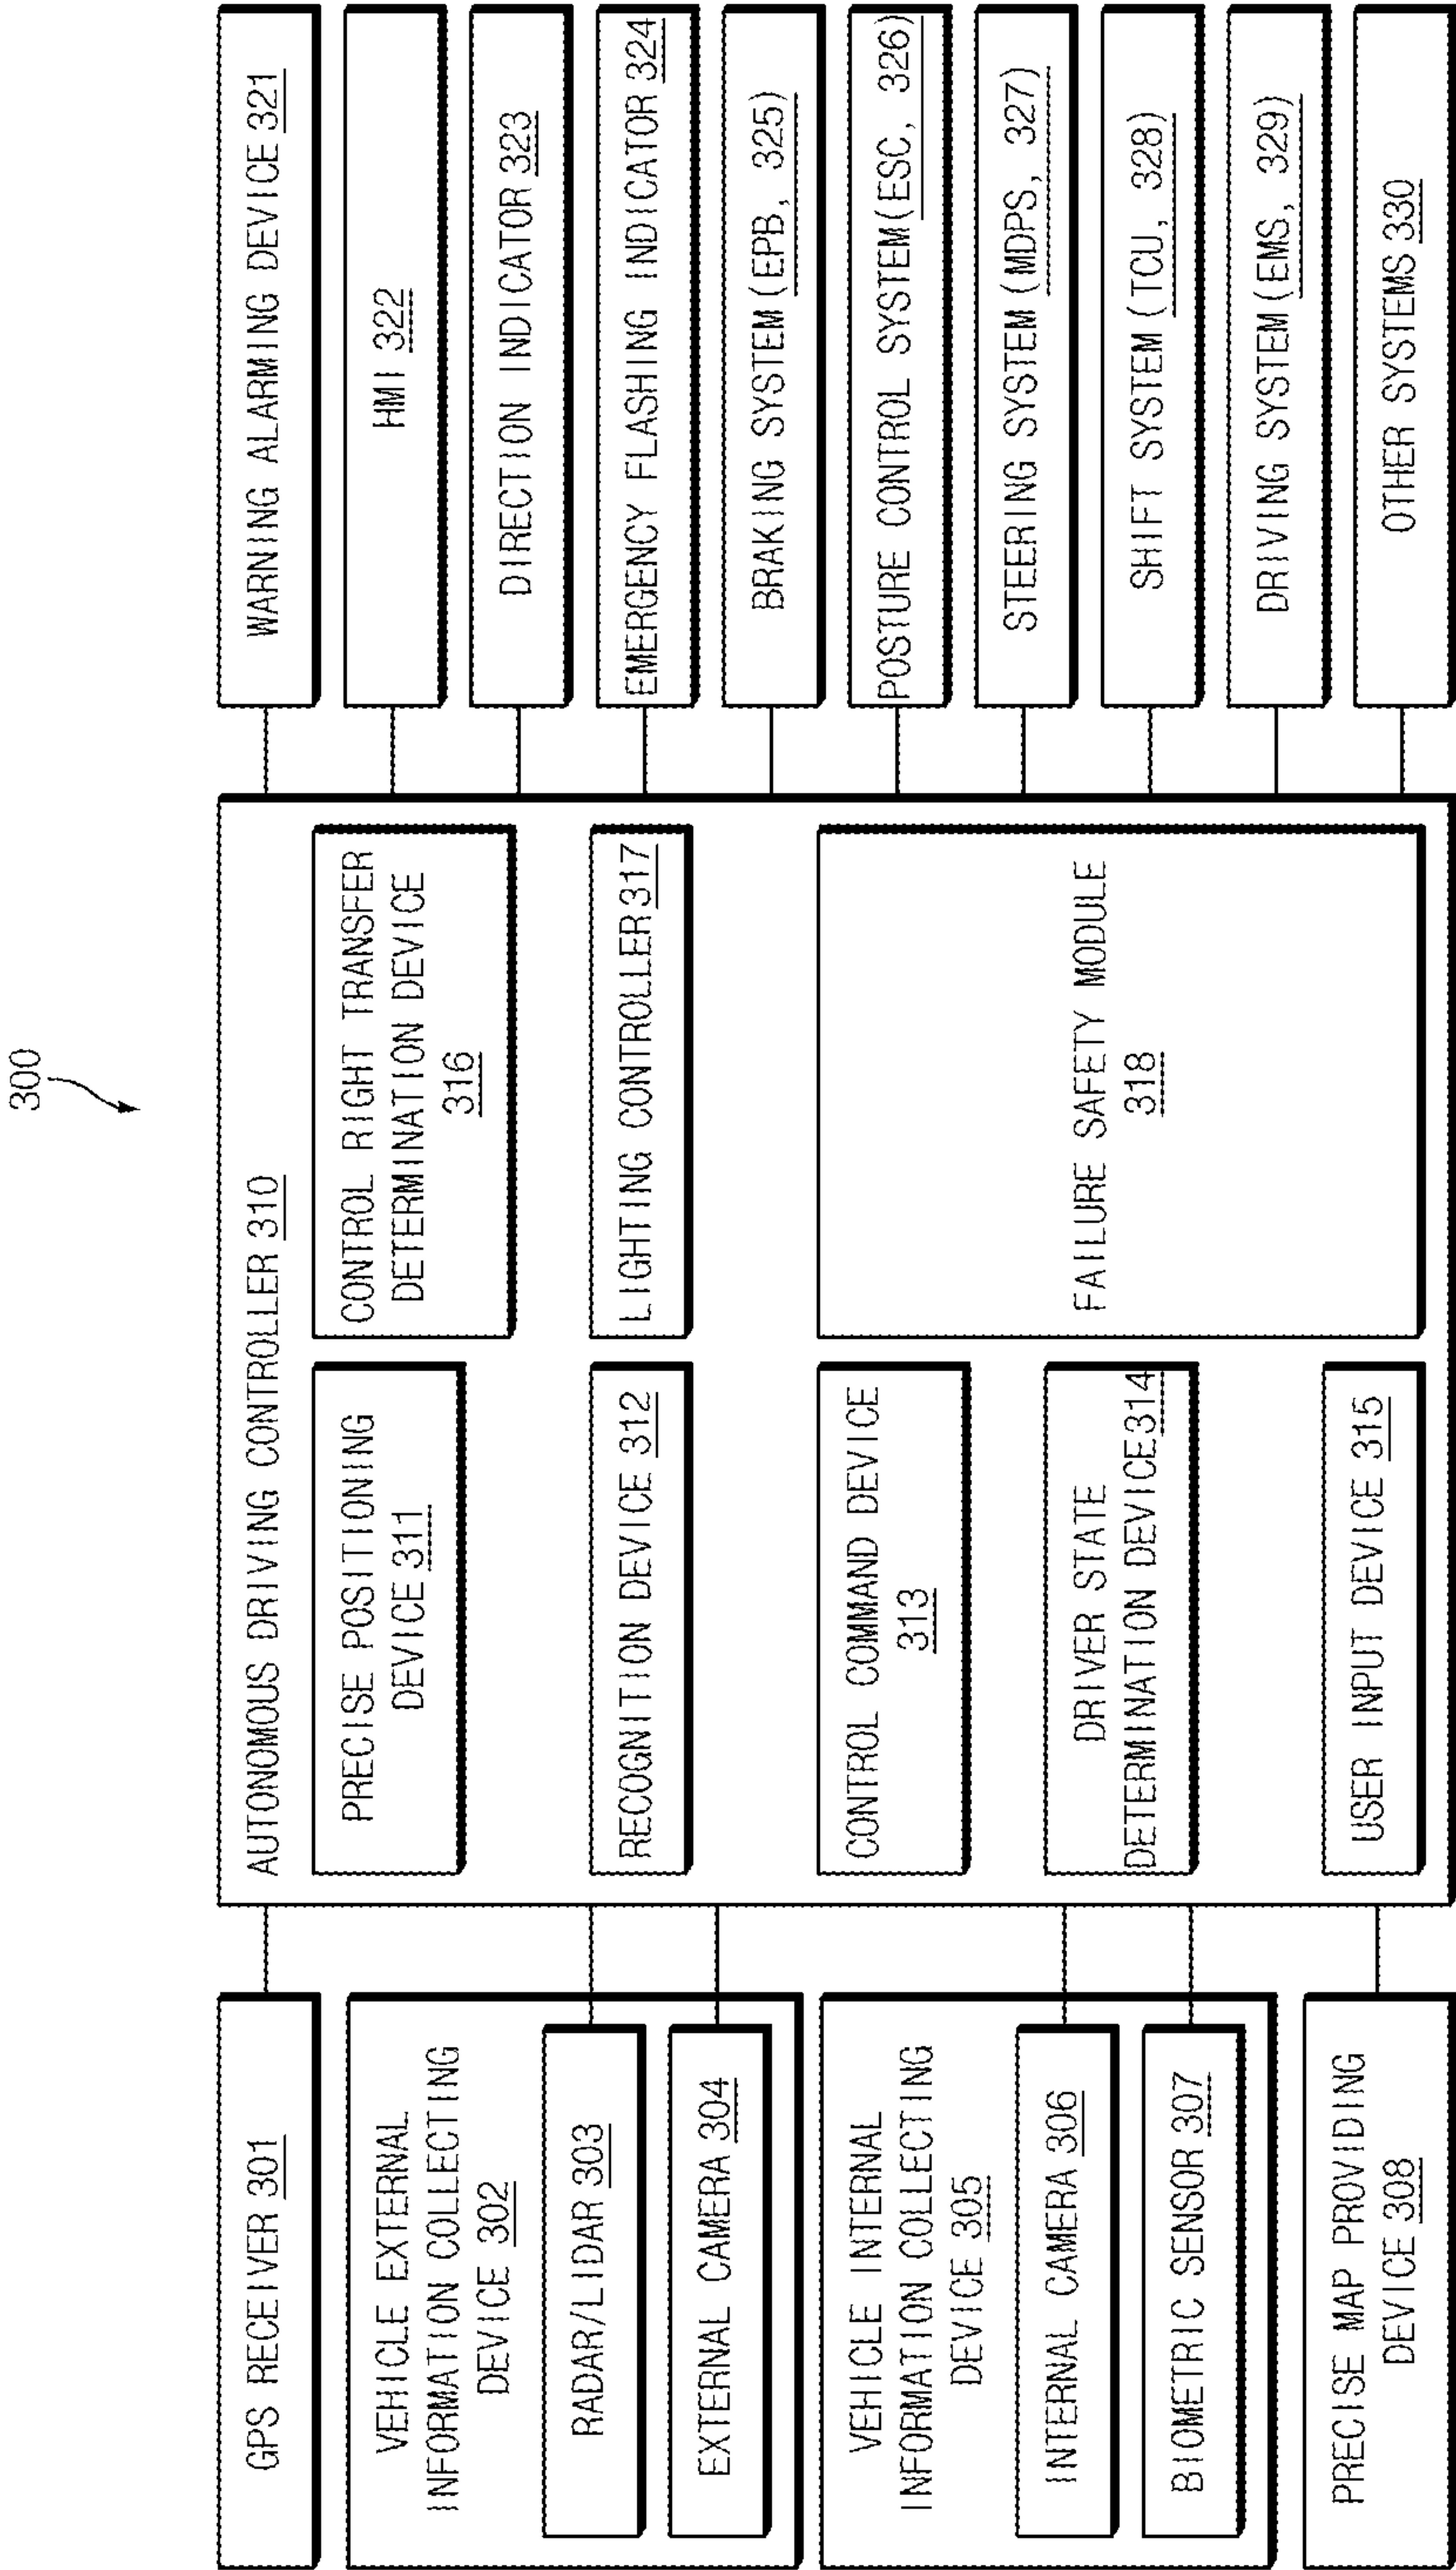 300
GPS RECEIVER 301
VEHICLE EXTERNAL
INFORMATION COLLECTING
DEVICE 302
RADAR/LIDAR 303
EXTERNAL CAMERA 304
VEHICLE INTERNAL
INFORMATION COLLECTING
DEVICE 305
INTERNAL CAMERA 306
BIOMETRIC SENSOR 307
PRECISE MAP PROVIDING
DEVICE 308
AUTONOMOUS DRIVING CONTROLLER 310
PRECISE POSITIONING
DEVICE 311
RECOGNITION DEVICE 312
CONTROL COMMAND DEVICE
313
DRIVER STATE
DETERMINATION DEVICE 314
USER INPUT DEVICE 315
CONTROL RIGHT TRANSFER
DETERMINATION DEVICE
316
LIGHTING CONTROLLER 317
FAILURE SAFETY MODULE
318
WARNING ALARMING DEVICE 321
HMI 322
DIRECTION INDICATOR 323
EMERGENCY FLASHING INDICATOR 324
BRAKING SYSTEM(EPB, 325)
POSTURE CONTROL SYSTEM(ESC, 326)
STEERING SYSTEM(MDPS, 327)
SHIFT SYSTEM(TCU, 328)
DRIVING SYSTEM(EMS, 329)
OTHER SYSTEMS 330